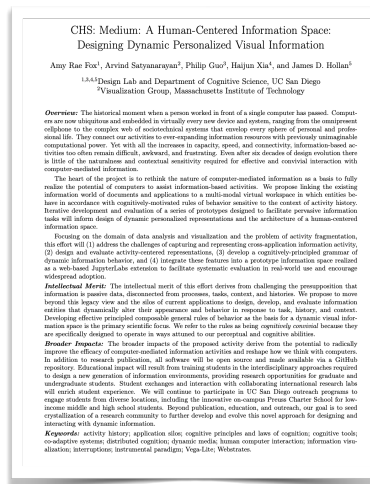 CHS: Medium: A Human-Centered Information Space:
Designing Dynamic Personalized Visual Information
Amy Rae Fox¹, Arvind Satyanarayan², Philip Guo³, Haijun Xia⁴, and James D. Hollan⁵
¹,³,⁴,⁵Design Lab and Department of Cognitive Science, UC San Diego
²Visualization Group, Massachusetts Institute of Technology
Overview: The historical moment when a person worked in front of a single computer has passed. Comput-
ers are now ubiquitous and embedded in virtually every new device and system, ranging from the omnipresent
cellphone to the complex web of sociotechnical systems that envelop every sphere of personal and profes-
sional life. They connect our activities to ever-expanding information resources with previously unimaginable
computational power. Yet with all the increases in capacity, speed, and connectivity, information-based ac-
tivities too often remain difficult, awkward, and frustrating. Even after six decades of design evolution there
is little of the naturalness and contextual sensitivity required for effective and convivial interaction with
computer-mediated information.
The heart of the project is to rethink the nature of computer-mediated information as a basis to fully
realize the potential of computers to assist information-based activities. We propose linking the existing
information world of documents and applications to a multi-modal virtual workspace in which entities be-
have in accordance with cognitively-motivated rules of behavior sensitive to the context of activity history.
Iterative development and evaluation of a series of prototypes designed to facilitate pervasive information
tasks will inform design of dynamic personalized representations and the architecture of a human-centered
information space.
Focusing on the domain of data analysis and visualization and the problem of activity fragmentation,
this effort will (1) address the challenges of capturing and representing cross-application information activity,
(2) design and evaluate activity-centered representations, (3) develop a cognitively-principled grammar of
dynamic information behavior, and (4) integrate these features into a prototype information space realized
as a web-based JupyterLabs extension to facilitate systematic evaluation in real-world use and encourage
widespread adoption.
Intellectual Merit: The intellectual merit of this effort derives from challenging the presupposition that
information is passive data, disconnected from processes, tasks, context, and histories. We propose to move
beyond this legacy view and the silos of current applications to design, develop, and evaluate information
entities that dynamically alter their appearance and behavior in response to task, history, and context.
Developing effective principled composable general rules of behavior as the basis for a dynamic visual infor-
mation space is the primary scientific focus. We refer to the rules as being cognitively convivial because they
are specifically designed to operate in ways attuned to our perceptual and cognitive abilities.
Broader Impacts: The broader impacts of the proposed activity derive from the potential to radically
improve the efficacy of computer-mediated information activities and reshape how we think with computers.
In addition to research publication, all software will be open source and made available via a GitHub
repository. Educational impact will result from training students in the interdisciplinary approaches required
to design a new generation of information environments, providing research opportunities for graduate and
undergraduate students. Student exchanges and interaction with collaborating international research labs
will enrich student experience. We will continue to participate in UC San Diego outreach programs to
engage students from diverse locations, including the innovative on-campus Preuss Charter School for low-
income middle and high school students. Beyond publication, education, and outreach, our goal is to seed
crystallization of a research community to further develop and evolve this novel approach for designing and
interacting with dynamic information.
Keywords: activity history; application silos; cognitive principles and laws of cognition; cognitive tools;
co-adaptive systems; distributed cognition; dynamic media; human computer interaction; information visu-
alization; interruptions; instrumental paradigm; Vega-Lite; Webstrates.